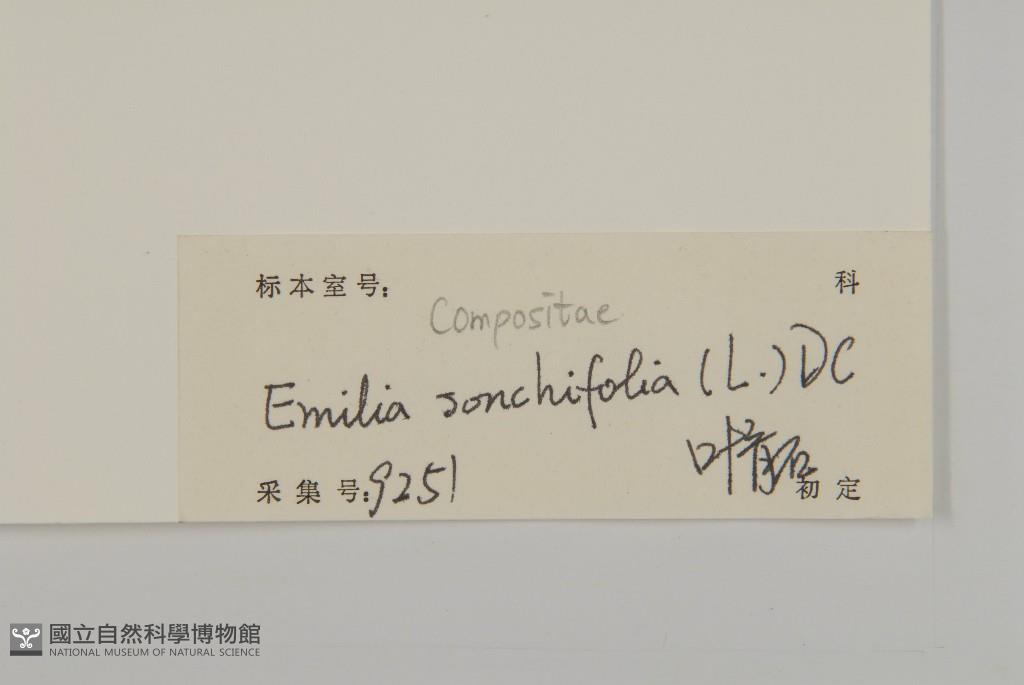 标本室号: 科
Compositae
Emilia sonchifolia (L.) DC
叶
采集号:9251 初定
國立自然科學博物館
NATIONAL MUSEUM OF NATURAL SCIENCE